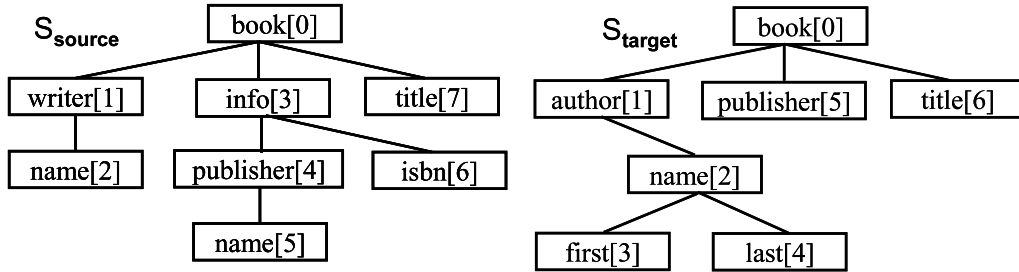 S_source
book[0]
writer[1] info[3] title[7]
name[2] publisher[4] isbn[6]
name[5]
S_target
book[0]
author[1] publisher[5] title[6]
name[2]
first[3] last[4]